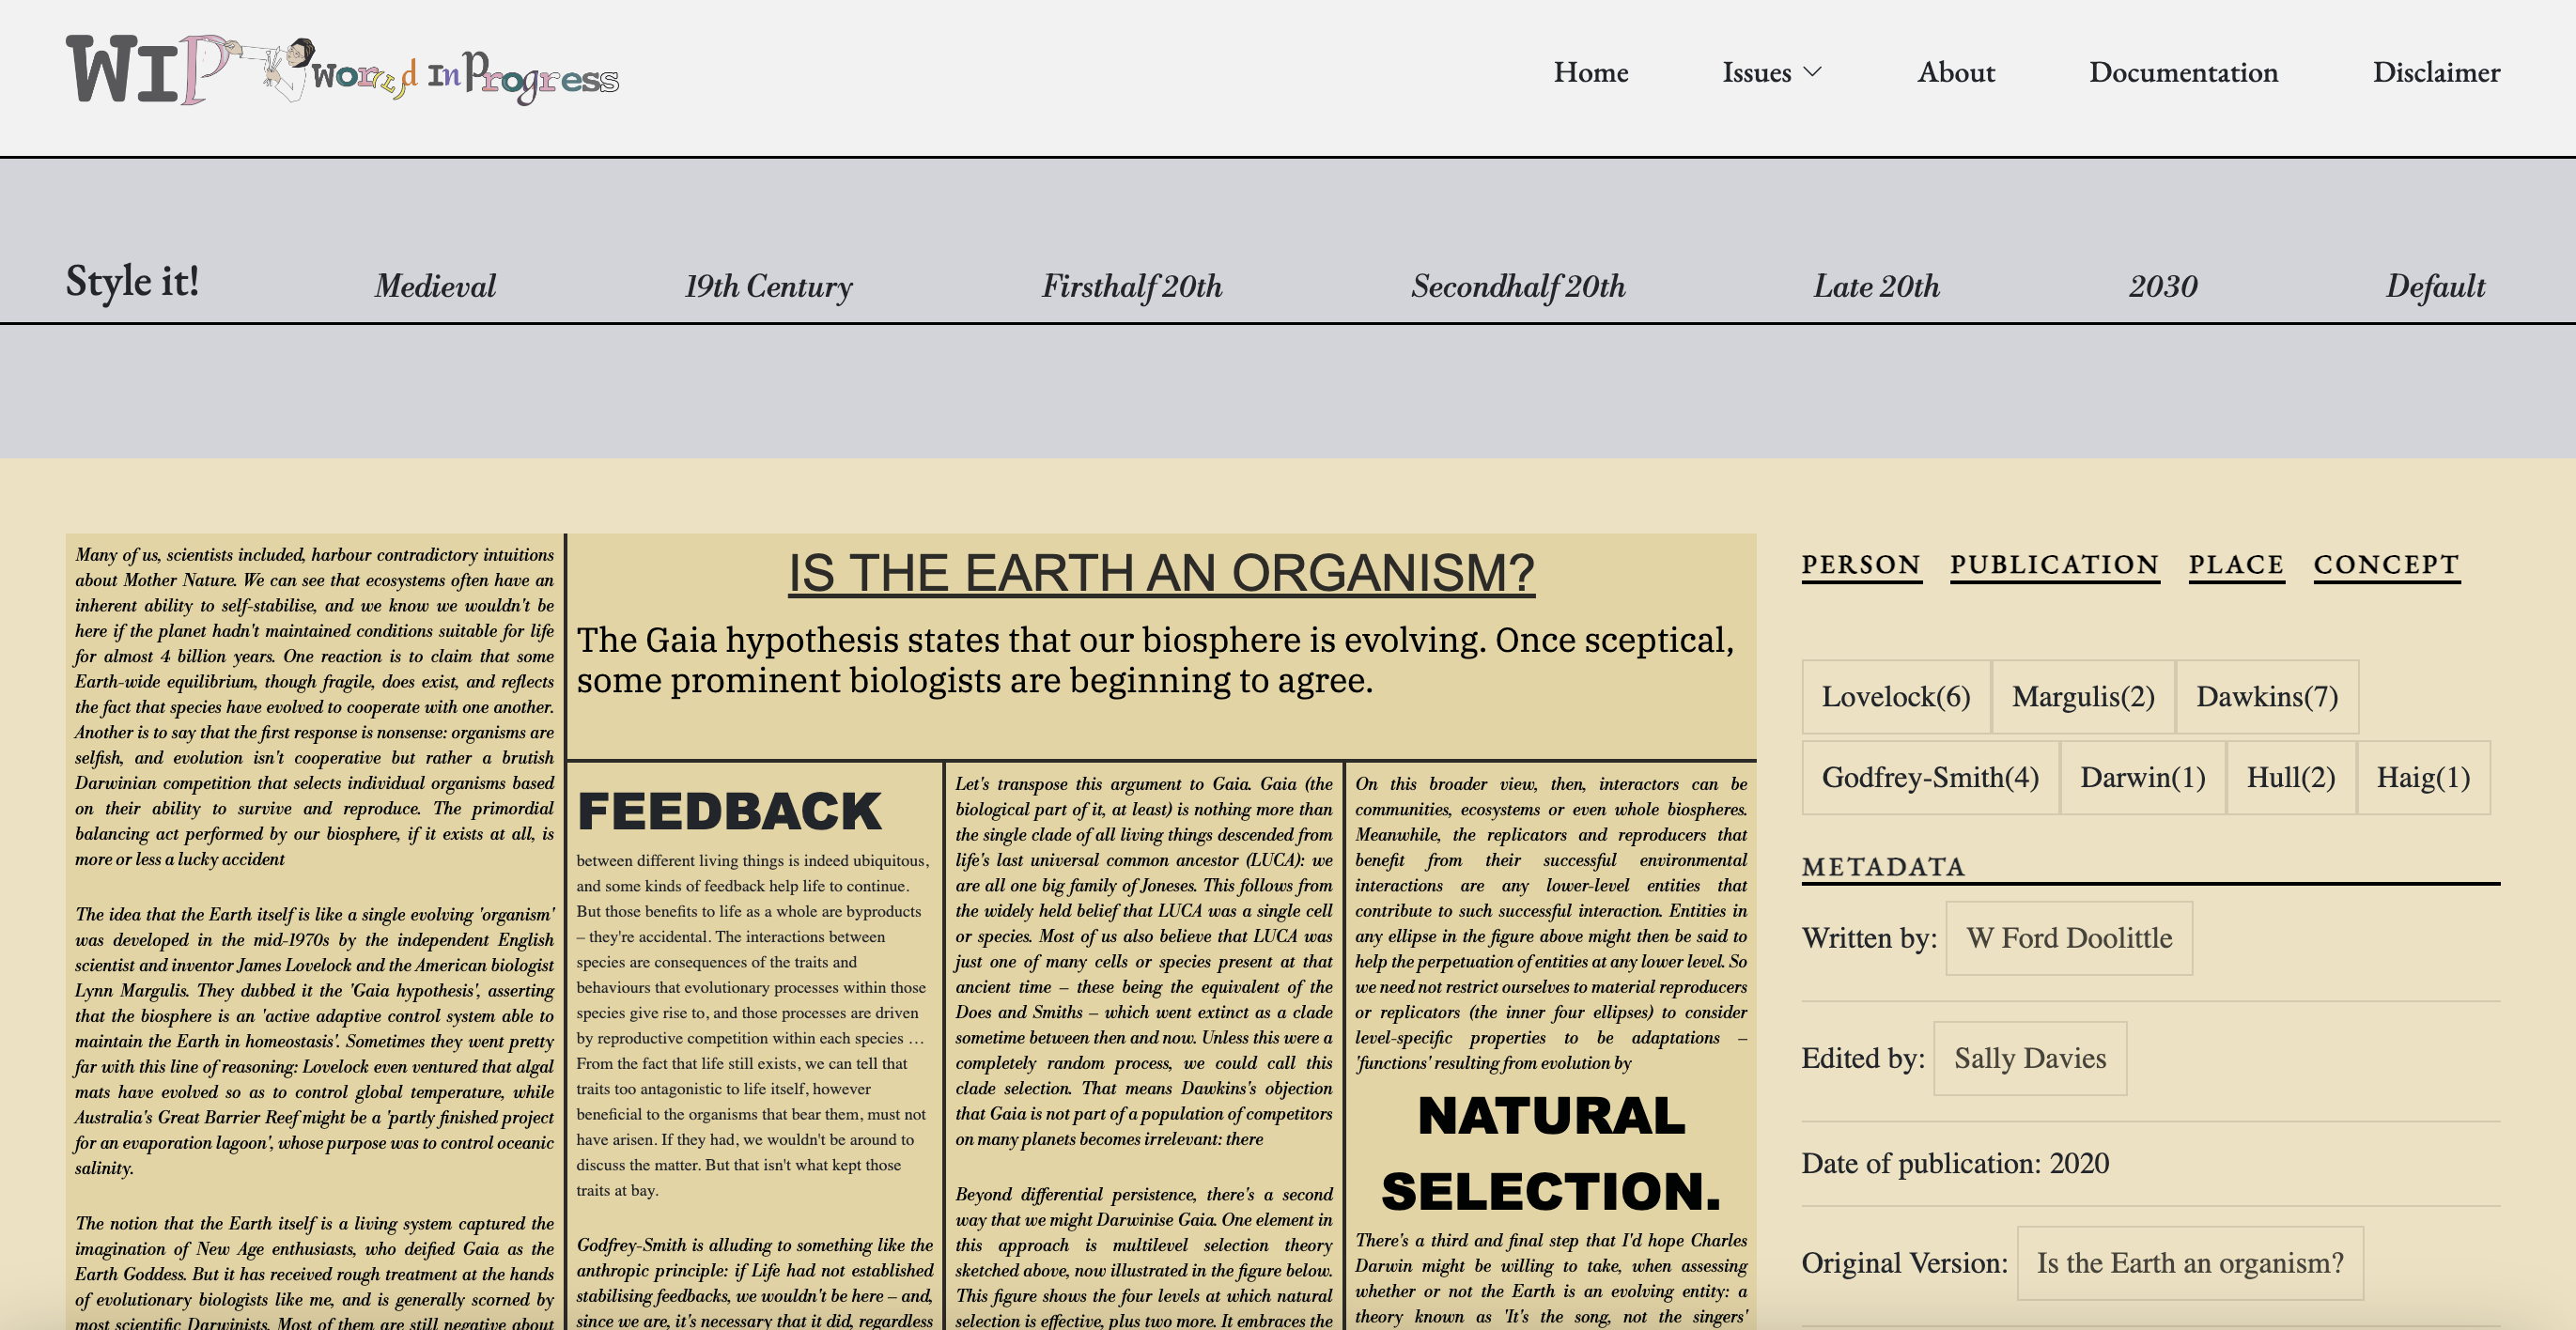 WIP World In Progress
Home Issues About Documentation Disclaimer
Style it! Medieval 19th Century Firsthalf 20th Secondhalf 20th Late 20th 2030 Default
Many of us, scientists included, harbour contradictory intuitions
about Mother Nature. We can see that ecosystems often have an
inherent ability to self-stabilise, and we know we wouldn't be
here if the planet hadn't maintained conditions suitable for life
for almost 4 billion years. One reaction is to claim that some
Earth-wide equilibrium, though fragile, does exist, and reflects
the fact that species have evolved to cooperate with one another.
Another is to say that the first response is nonsense: organisms are
selfish, and evolution isn't cooperative but rather a brutish
Darwinian competition that selects individual organisms based
on their ability to survive and reproduce. The primordial
balancing act performed by our biosphere, if it exists at all, is
more or less a lucky accident
The idea that the Earth itself is like a single evolving 'organism'
was developed in the mid-1970s by the independent English
scientist and inventor James Lovelock and the American biologist
Lynn Margulis. They dubbed it the 'Gaia hypothesis', asserting
that the biosphere is an 'active adaptive control system able to
maintain the Earth in homeostasis'. Sometimes they went pretty
far with this line of reasoning: Lovelock even ventured that algal
mats have evolved so as to control global temperature, while
Australia's Great Barrier Reef might be a 'partly finished project
for an evaporation lagoon', whose purpose was to control oceanic
salinity.
The notion that the Earth itself is a living system captured the
imagination of New Age enthusiasts, who deified Gaia as the
Earth Goddess. But it has received rough treatment at the hands
of evolutionary biologists like me, and is generally scorned by
most scientific Darwinists. Most of them are still negative about
IS THE EARTH AN ORGANISM?
The Gaia hypothesis states that our biosphere is evolving. Once sceptical,
some prominent biologists are beginning to agree.
FEEDBACK
between different living things is indeed ubiquitous,
and some kinds of feedback help life to continue.
But those benefits to life as a whole are byproducts
– they're accidental. The interactions between
species are consequences of the traits and
behaviours that evolutionary processes within those
species give rise to, and those processes are driven
by reproductive competition within each species …
From the fact that life still exists, we can tell that
traits too antagonistic to life itself, however
beneficial to the organisms that bear them, must not
have arisen. If they had, we wouldn't be around to
discuss the matter. But that isn't what kept those
traits at bay.
Godfrey-Smith is alluding to something like the
anthropic principle: if Life had not established
stabilising feedbacks, we wouldn't be here – and,
since we are, it's necessary that it did, regardless
Let's transpose this argument to Gaia. Gaia (the
biological part of it, at least) is nothing more than
the single clade of all living things descended from
life's last universal common ancestor (LUCA): we
are all one big family of Joneses. This follows from
the widely held belief that LUCA was a single cell
or species. Most of us also believe that LUCA was
just one of many cells or species present at that
ancient time – these being the equivalent of the
Does and Smiths – which went extinct as a clade
sometime between then and now. Unless this were a
completely random process, we could call this
clade selection. That means Dawkins's objection
that Gaia is not part of a population of competitors
on many planets becomes irrelevant: there
Beyond differential persistence, there's a second
way that we might Darwinise Gaia. One element in
this approach is multilevel selection theory
sketched above, now illustrated in the figure below.
This figure shows the four levels at which natural
selection is effective, plus two more. It embraces the
On this broader view, then, interactors can be
communities, ecosystems or even whole biospheres.
Meanwhile, the replicators and reproducers that
benefit from their successful environmental
interactions are any lower-level entities that
contribute to such successful interaction. Entities in
any ellipse in the figure above might then be said to
help the perpetuation of entities at any lower level. So
we need not restrict ourselves to material reproducers
or replicators (the inner four ellipses) to consider
level-specific properties to be adaptations –
'functions' resulting from evolution by
NATURAL
SELECTION.
There's a third and final step that I'd hope Charles
Darwin might be willing to take, when assessing
whether or not the Earth is an evolving entity: a
theory known as 'It's the song, not the singers'
PERSON PUBLICATION PLACE CONCEPT
Lovelock(6) Margulis(2) Dawkins(7)
Godfrey-Smith(4) Darwin(1) Hull(2) Haig(1)
METADATA
Written by: W Ford Doolittle
Edited by: Sally Davies
Date of publication: 2020
Original Version: Is the Earth an organism?